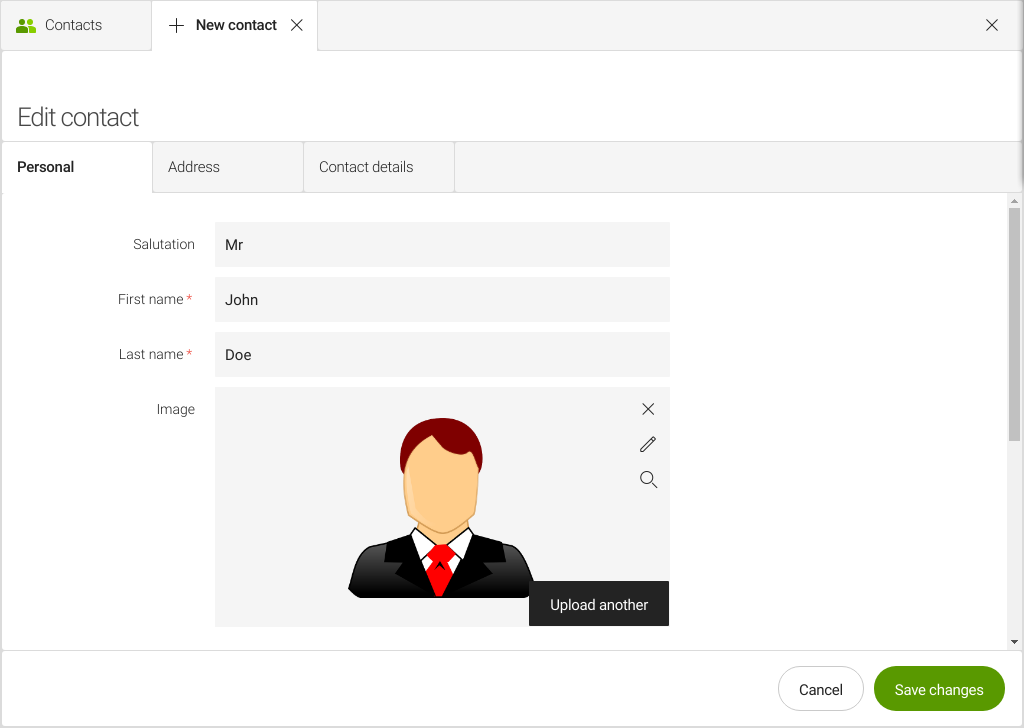 Contacts
New contact
Edit contact
Personal
Address
Contact details
Salutation
Mr
First name *
John
Last name *
Doe
Image
Upload another
Cancel
Save changes